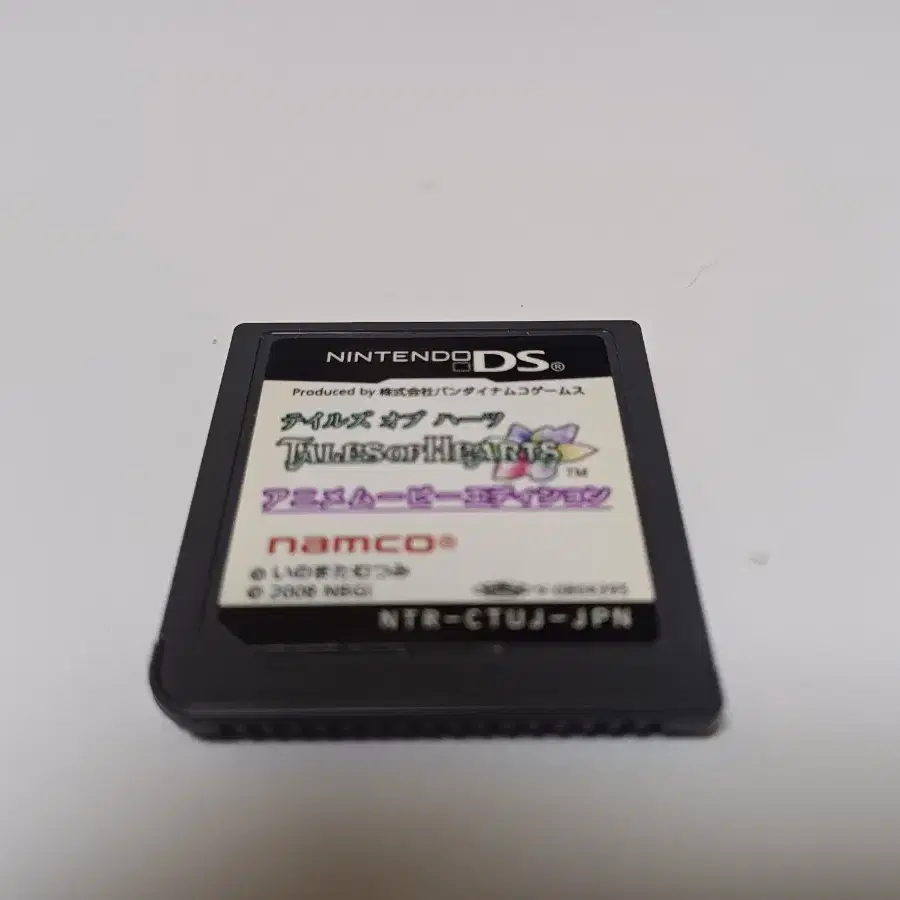 NINTENDO DS®
Produced by 株式会社バンダイナムコゲームス
テイルズ オブ ハーツ
TALES OF HEARTS TM
アニメムービーエディション
namco®
© いのまたむつみ
© 2008 NBGI
NTR-CTUJ-JPN